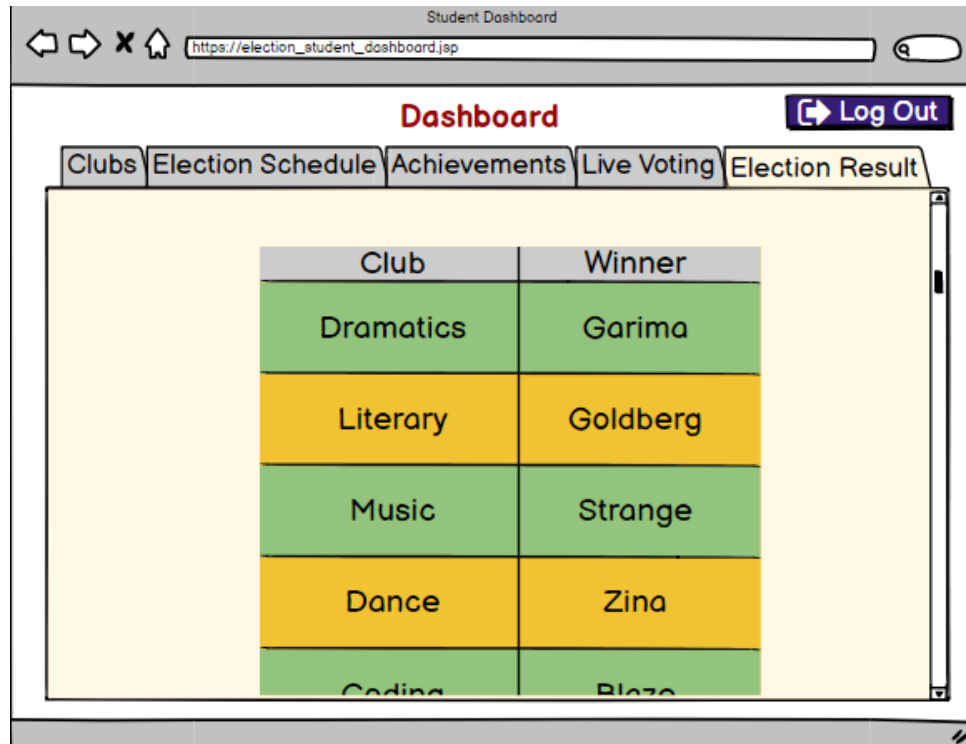 Student Dashboard
https://election_student_dashboard.jsp
Dashboard
Log Out
Clubs Election Schedule Achievements Live Voting Election Result
Club Winner
Dramatics Garima
Literary Goldberg
Music Strange
Dance Zina
Coding